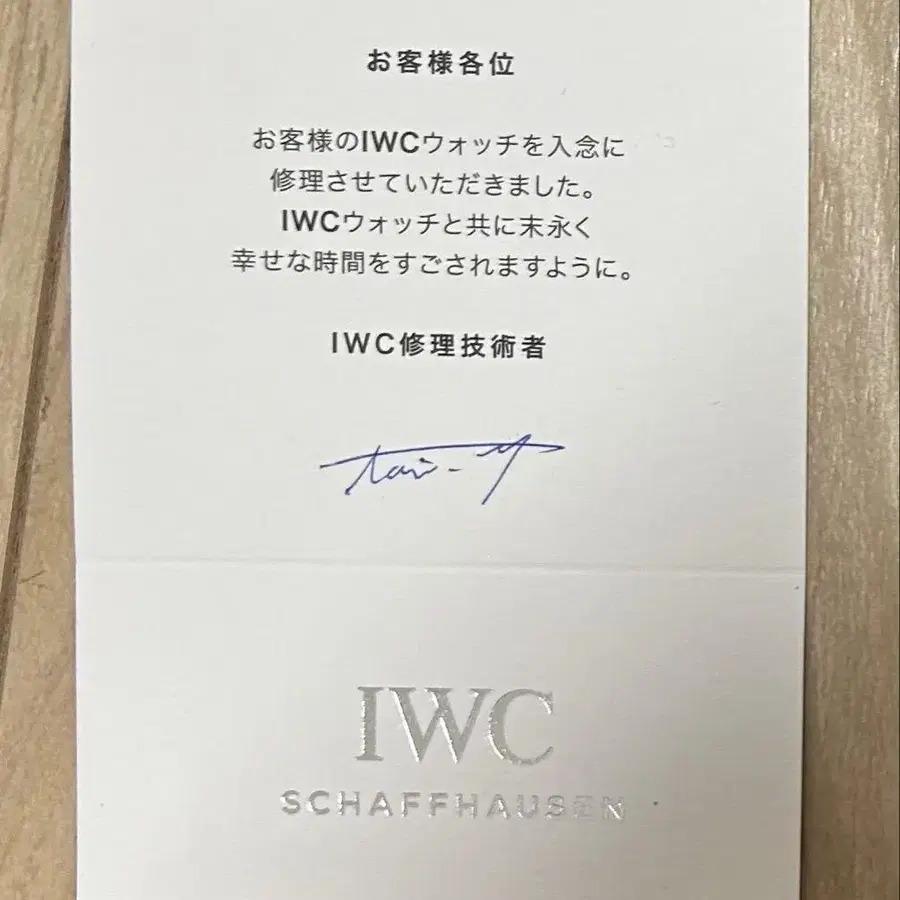 お客様各位
お客様のIWCウォッチを入念に
修理させていただきました。
IWCウォッチと共に末永く
幸せな時間をすごされますように。
IWC修理技術者
IWC
SCHAFFHAUSEN